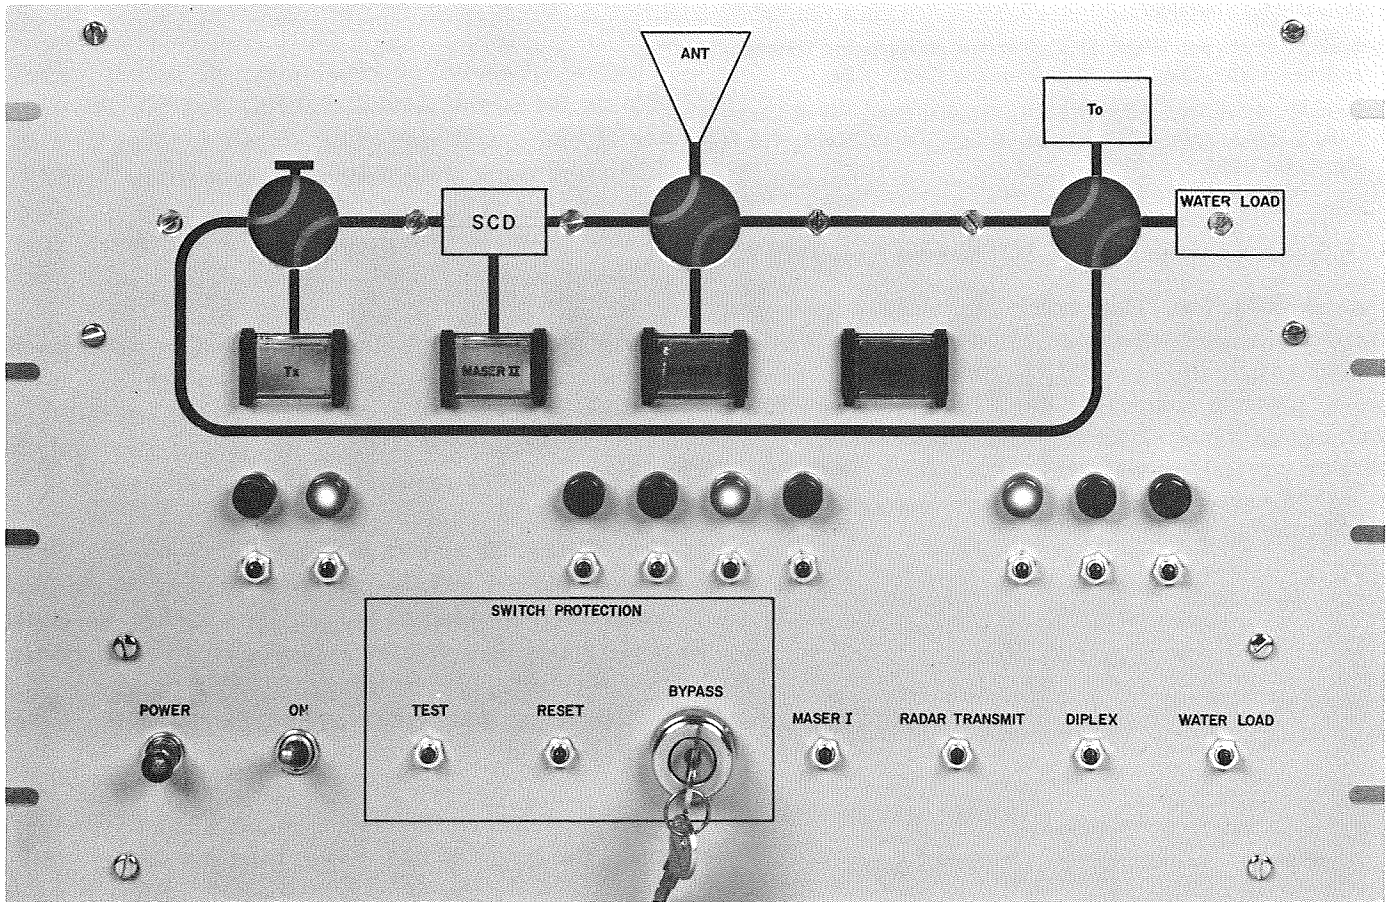 ANT
To
WATER LOAD
SCD
Tx
MASER II
SWITCH PROTECTION
POWER
ON
TEST
RESET
BYPASS
MASER I
RADAR TRANSMIT
DIPLEX
WATER LOAD